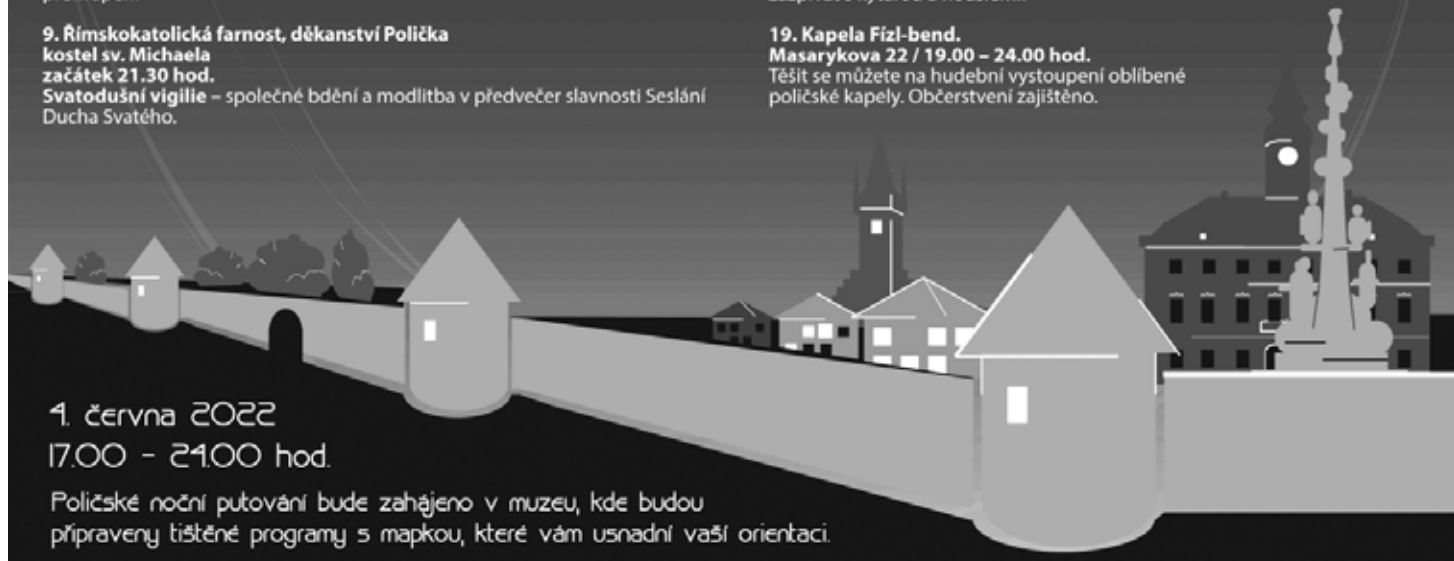 9. Římskokatolická farnost, děkanství Polička
kostel sv. Michaela
začátek 21.30 hod.
Svatodušní vigilie – společné bdění a modlitba v předvečer slavnosti Seslání
Ducha Svatého.
19. Kapela Fízl-bend.
Masarykova 22 / 19.00 – 24.00 hod.
Těšit se můžete na hudební vystoupení oblíbené
poličské kapely. Občerstvení zajištěno.
4. června 2022
17.00 - 24.00 hod.
Poličské noční putování bude zahájeno v muzeu, kde budou
připraveny tištěné programy s mapkou, které vám usnadní vaší orientaci.